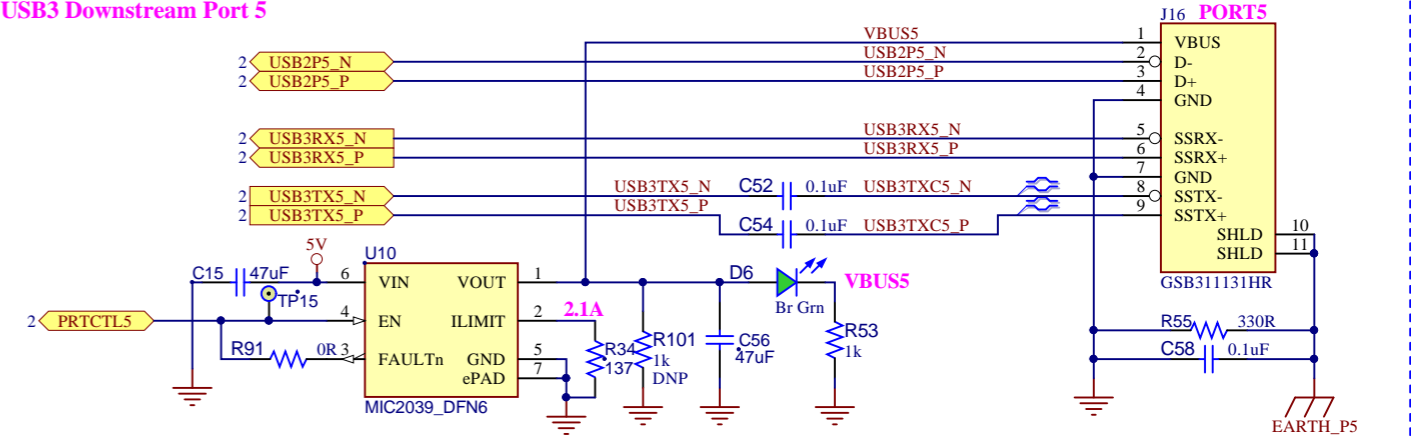 USB3 Downstream Port 5
J16 PORT5
VBUS5 1 VBUS
2 USB2P5_N USB2P5_N 2 D-
2 USB2P5_P USB2P5_P 3 D+
4 GND
2 USB3RX5_N USB3RX5_N 5 SSRX-
2 USB3RX5_P USB3RX5_P 6 SSRX+
7 GND
2 USB3TX5_N USB3TX5_N C52 0.1uF USB3TXC5_N 8 SSTX-
2 USB3TX5_P USB3TX5_P 9 SSTX+
C54 0.1uF USB3TXC5_P
SHLD 10
SHLD 11
GSB311131HR
5V U10
C15 47uF 6 VIN VOUT 1 D6 VBUS5
TP15 Br Grn
2 PRTCTL5 4 EN ILIMIT 2 2.1A
R91 0R 3 FAULTn GND 5
ePAD 7
MIC2039_DFN6
R34 137
R101 1k DNP
C56 47uF
R53 1k
R55 330R
C58 0.1uF
EARTH_P5